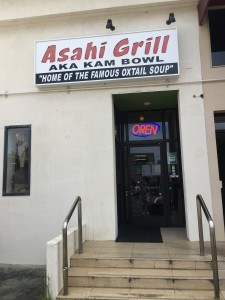 Asahi Grill
AKA KAM BOWL
"HOME OF THE FAMOUS OXTAIL SOUP"
OPEN